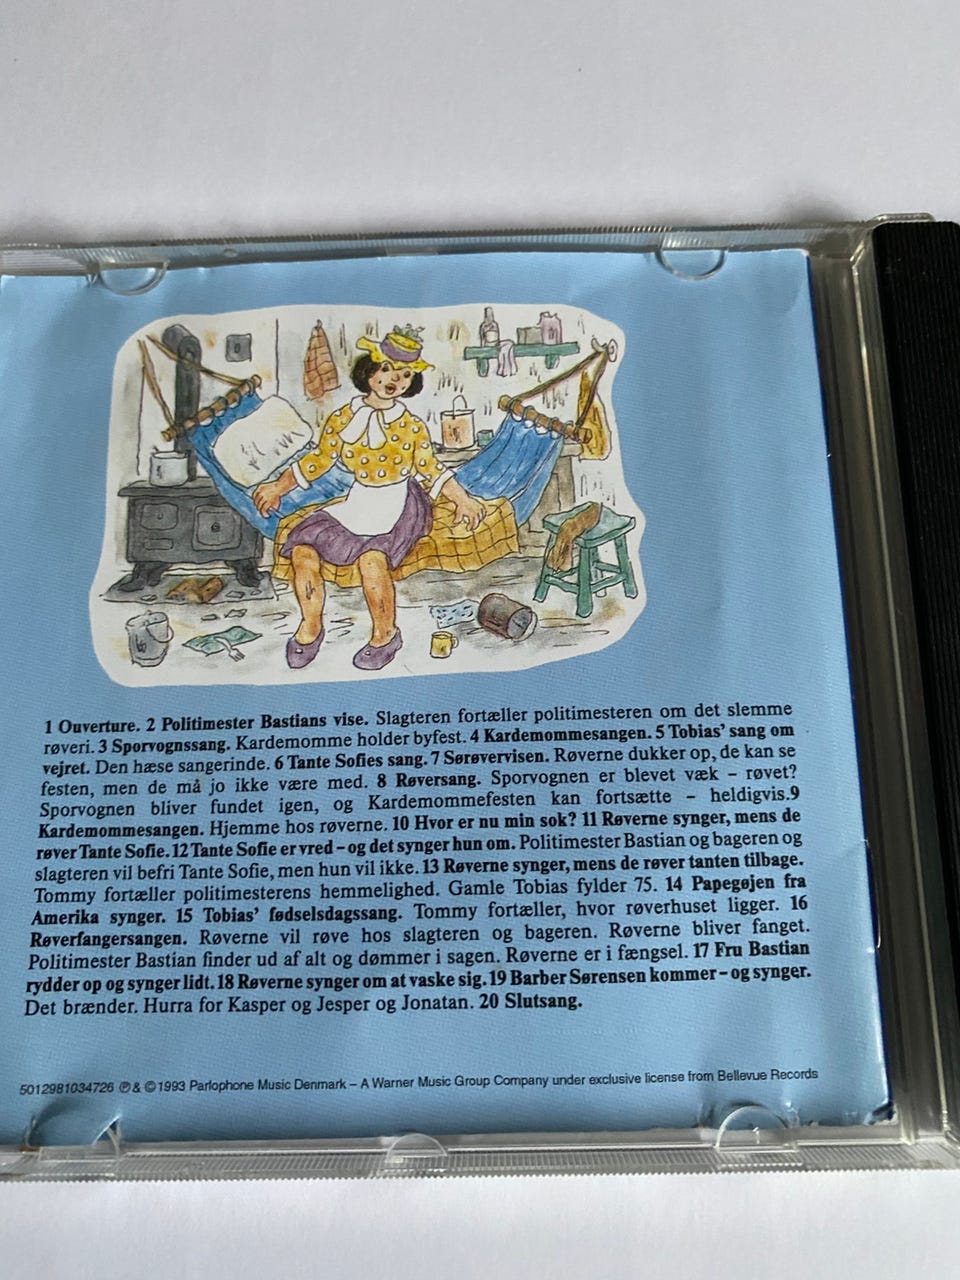 1 Ouverture. 2 Politimester Bastians vise. Slagteren fortæller politimesteren om det slemme
røveri. 3 Sporvognssang. Kardemomme holder byfest. 4 Kardemommesangen. 5 Tobias’ sang om
vejret. Den hæse sangerinde. 6 Tante Sofies sang. 7 Sørøvervisen. Røverne dukker op, de kan se
festen, men de må jo ikke være med. 8 Røversang. Sporvognen er blevet væk – røvet?
Sporvognen bliver fundet igen, og Kardemommefesten kan fortsætte – heldigvis.9
Kardemommesangen. Hjemme hos røverne. 10 Hvor er nu min sok? 11 Røverne synger, mens de
røver Tante Sofie. 12 Tante Sofie er vred – og det synger hun om. Politimester Bastian og bageren og
slagteren vil befri Tante Sofie, men hun vil ikke. 13 Røverne synger, mens de røver tanten tilbage.
Tommy fortæller politimesterens hemmelighed. Gamle Tobias fylder 75. 14 Papegøjen fra
Amerika synger. 15 Tobias’ fødselsdagssang. Tommy fortæller, hvor røverhuset ligger. 16
Røverfangersangen. Røverne vil røve hos slagteren og bageren. Røverne bliver fanget.
Politimester Bastian finder ud af alt og dømmer i sagen. Røverne er i fængsel. 17 Fru Bastian
rydder op og synger lidt. 18 Røverne synger om at vaske sig. 19 Barber Sørensen kommer – og synger.
Det brænder. Hurra for Kasper og Jesper og Jonatan. 20 Slutsang.
5012981034726 ℗ & © 1993 Parlophone Music Denmark – A Warner Music Group Company under exclusive license from Bellevue Records